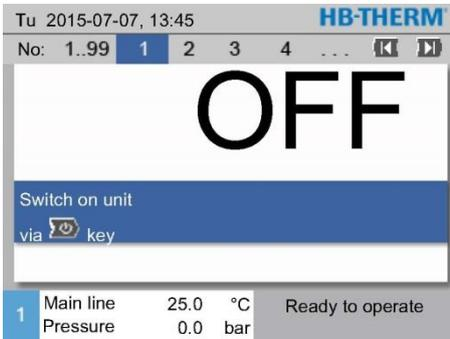 Tu 2015-07-07, 13:45 HB-THERM
No: 1..99 1 2 3 4 ...
OFF
Switch on unit
via key
1 Main line 25.0 °C Ready to operate
Pressure 0.0 bar